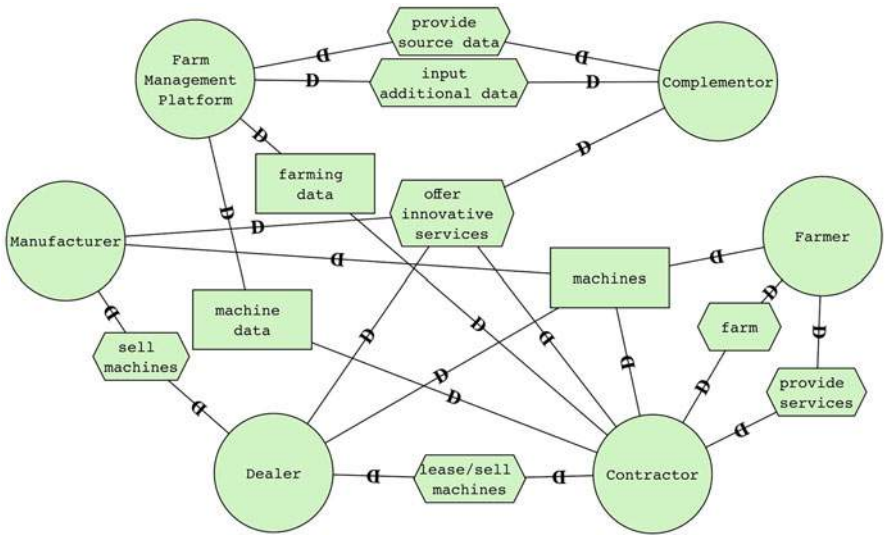 provide
source data
Farm
Management
Platform
input
additional data
Complementor
D
D
D
D
D
D
farming
data
offer
innovative
services
Manufacturer
D
D
D
D
D
machines
Farmer
machine
data
D
D
farm
sell
machines
D
D
D
D
D
D
provide
services
D
D
D
D
Dealer
D
lease/sell
machines
D
Contractor